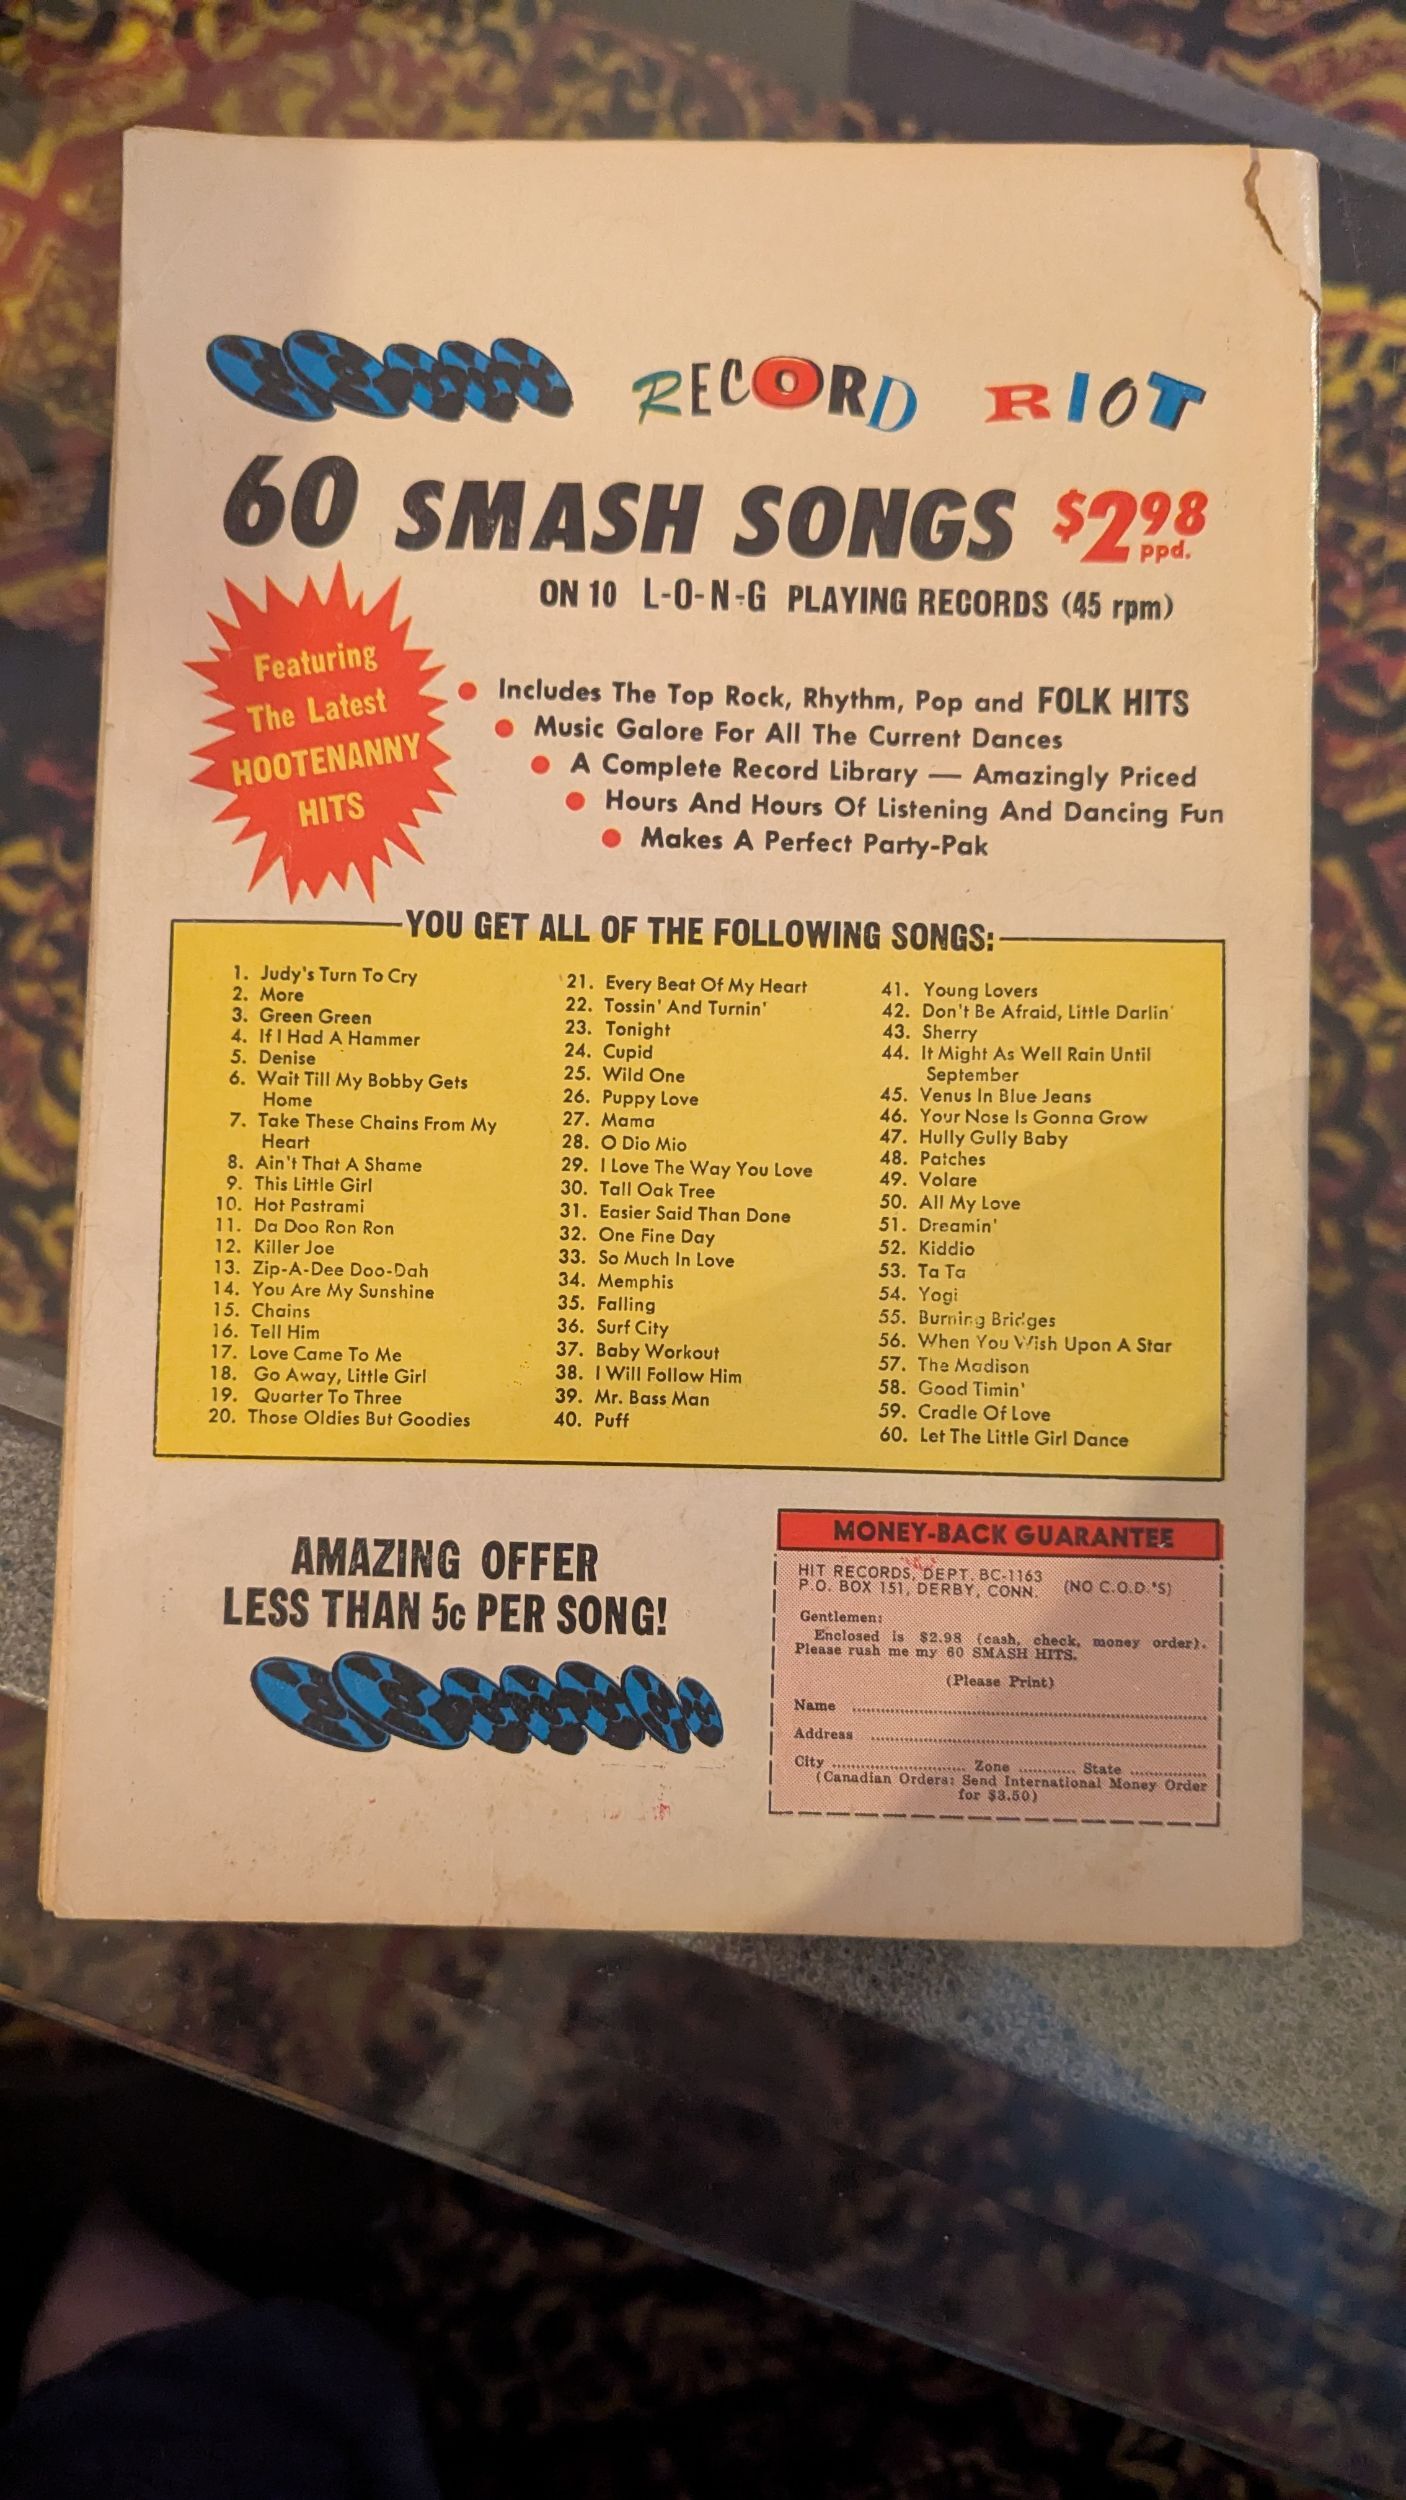 RECORD RIOT
60 SMASH SONGS $2.98 ppd.
ON 10 L-O-N-G PLAYING RECORDS (45 rpm)
Featuring
The Latest
HOOTENANNY
HITS
● Includes The Top Rock, Rhythm, Pop and FOLK HITS
● Music Galore For All The Current Dances
● A Complete Record Library — Amazingly Priced
● Hours And Hours Of Listening And Dancing Fun
● Makes A Perfect Party-Pak
YOU GET ALL OF THE FOLLOWING SONGS:
1. Judy's Turn To Cry
2. More
3. Green Green
4. If I Had A Hammer
5. Denise
6. Wait Till My Bobby Gets
Home
7. Take These Chains From My
Heart
8. Ain't That A Shame
9. This Little Girl
10. Hot Pastrami
11. Da Doo Ron Ron
12. Killer Joe
13. Zip-A-Dee Doo-Dah
14. You Are My Sunshine
15. Chains
16. Tell Him
17. Love Came To Me
18. Go Away, Little Girl
19. Quarter To Three
20. Those Oldies But Goodies
21. Every Beat Of My Heart
22. Tossin' And Turnin'
23. Tonight
24. Cupid
25. Wild One
26. Puppy Love
27. Mama
28. O Dio Mio
29. I Love The Way You Love
30. Tall Oak Tree
31. Easier Said Than Done
32. One Fine Day
33. So Much In Love
34. Memphis
35. Falling
36. Surf City
37. Baby Workout
38. I Will Follow Him
39. Mr. Bass Man
40. Puff
41. Young Lovers
42. Don't Be Afraid, Little Darlin'
43. Sherry
44. It Might As Well Rain Until
September
45. Venus In Blue Jeans
46. Your Nose Is Gonna Grow
47. Hully Gully Baby
48. Patches
49. Volare
50. All My Love
51. Dreamin'
52. Kiddio
53. Ta Ta
54. Yogi
55. Burning Bridges
56. When You Wish Upon A Star
57. The Madison
58. Good Timin'
59. Cradle Of Love
60. Let The Little Girl Dance
AMAZING OFFER
LESS THAN 5c PER SONG!
MONEY-BACK GUARANTEE
HIT RECORDS, DEPT. BC-1163
P.O. BOX 151, DERBY, CONN. (NO C.O.D.'S)
Gentlemen:
Enclosed is $2.98 (cash, check, money order).
Please rush me my 60 SMASH HITS.
(Please Print)
Name
Address
City Zone State
(Canadian Orders: Send International Money Order
for $3.50)